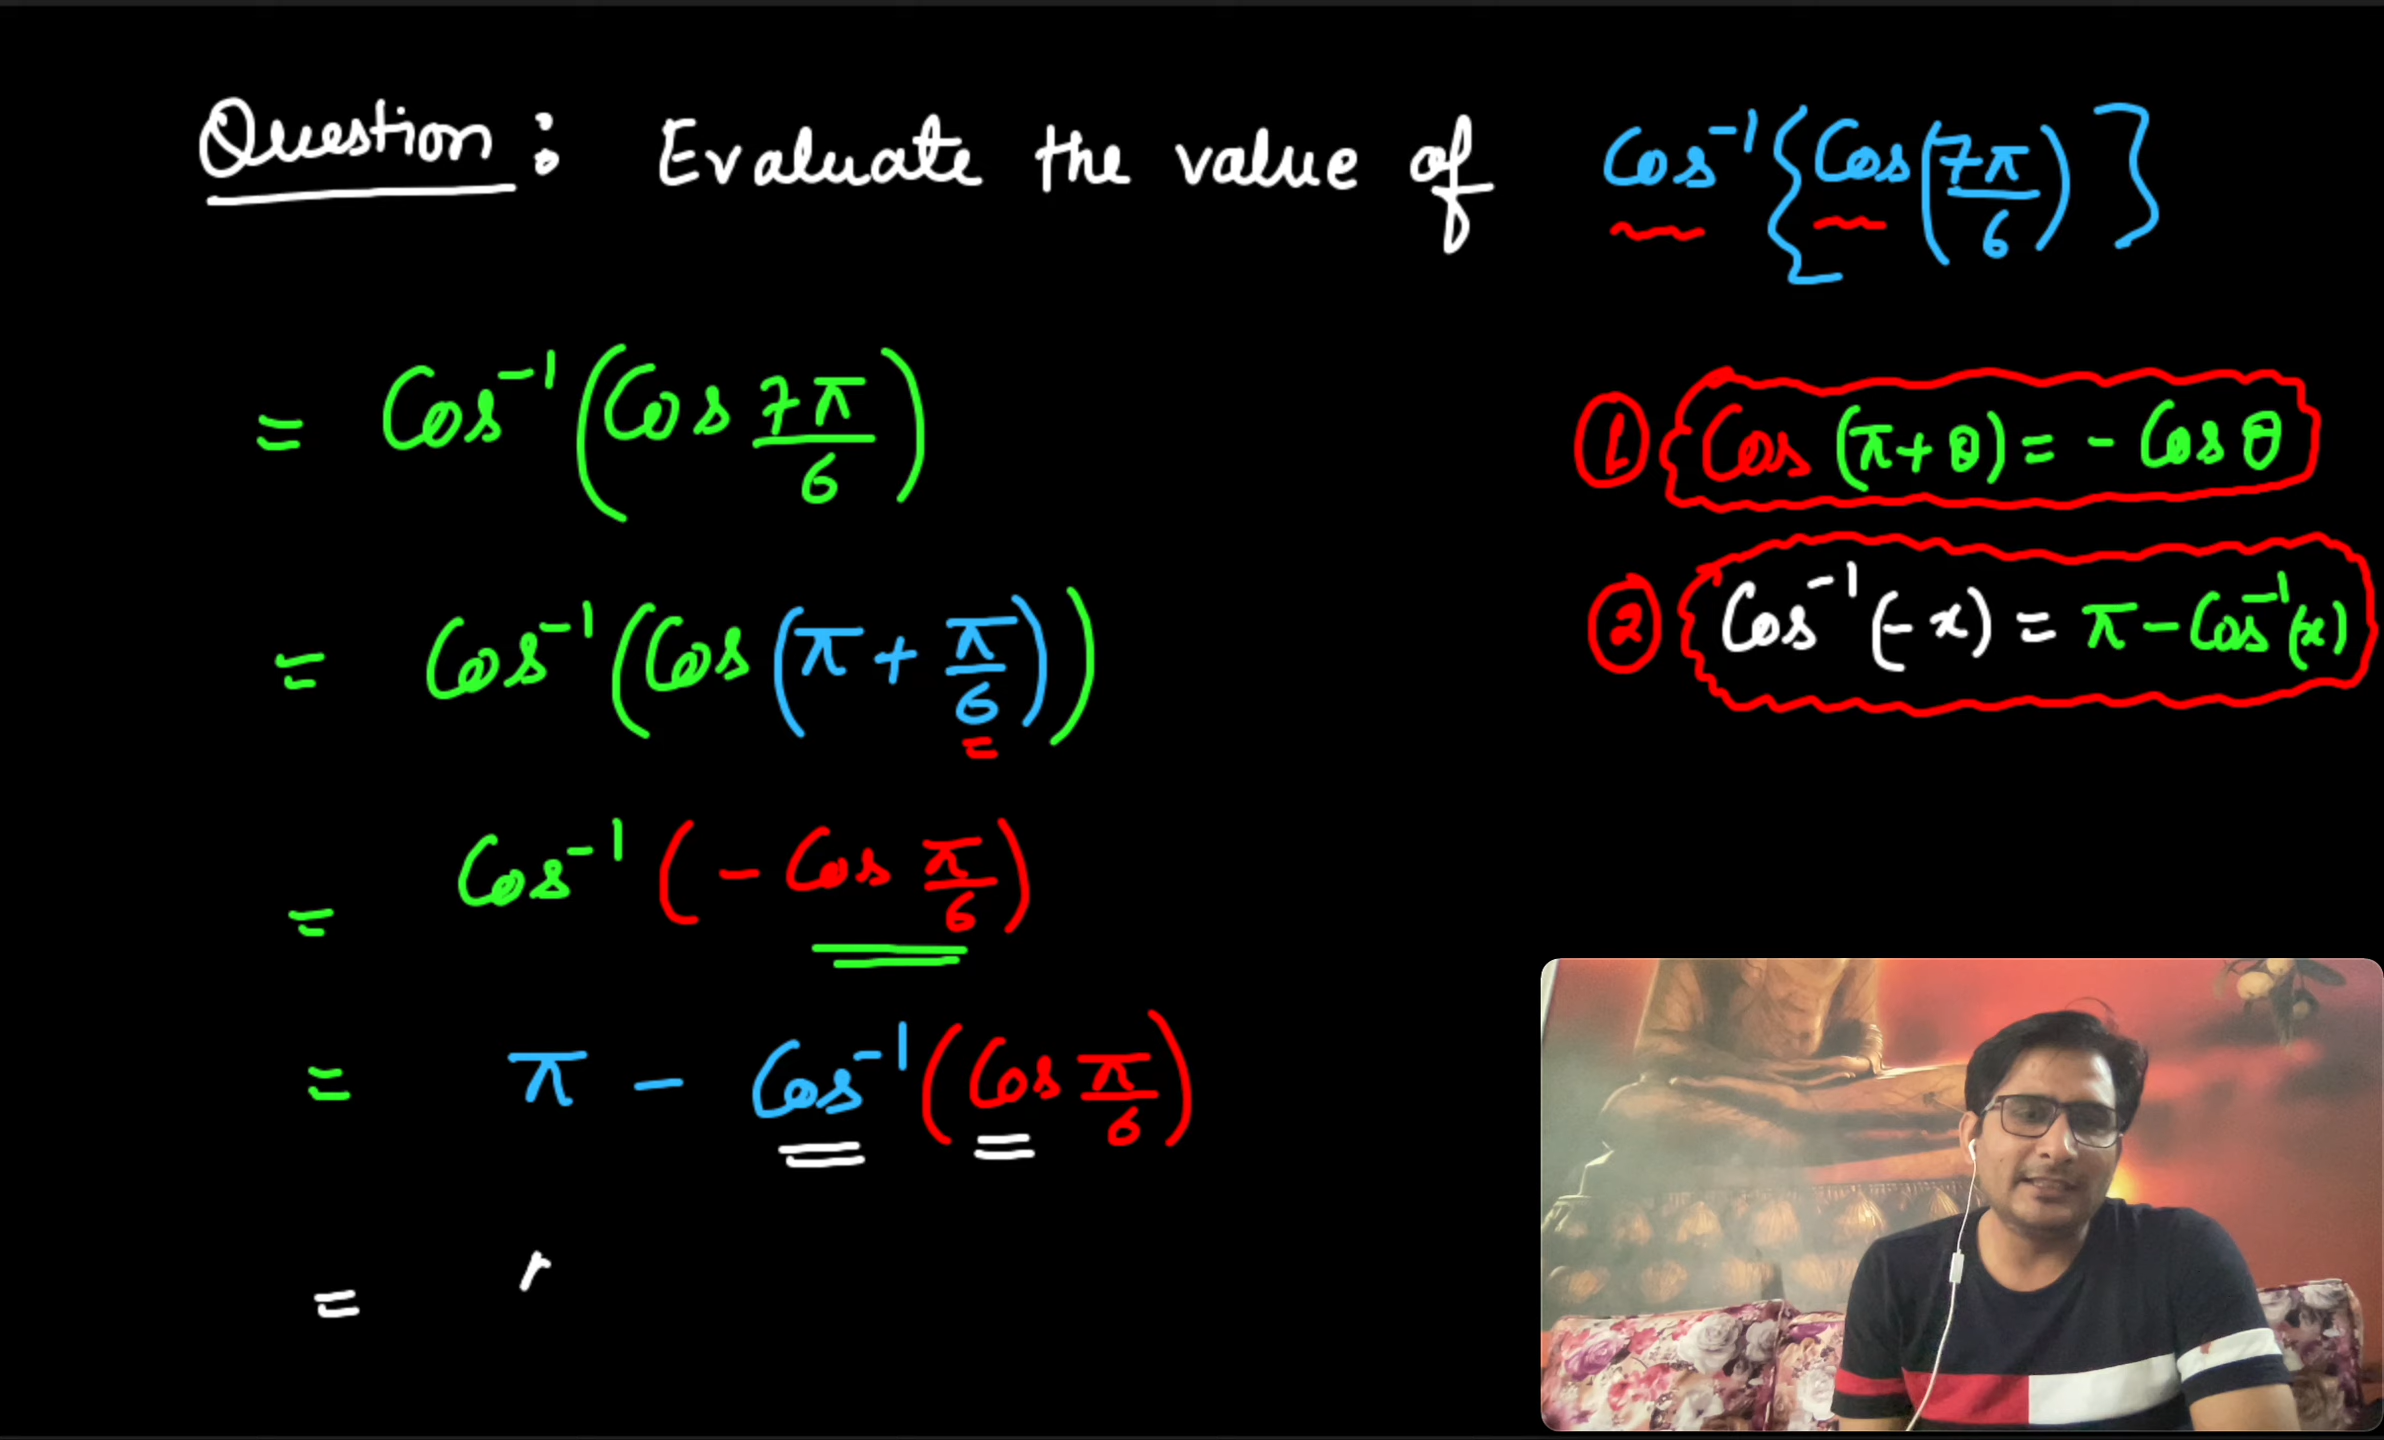 Question : Evaluate the value of Cos⁻¹{Cos(7π/6)}
= Cos⁻¹(Cos 7π/6)
① Cos (π+θ) = - Cos θ
= Cos⁻¹(Cos(π + π/6))
② Cos⁻¹(-x) = π - Cos⁻¹(x)
= Cos⁻¹(- Cos π/6)
= π - Cos⁻¹(Cos π/6)
=